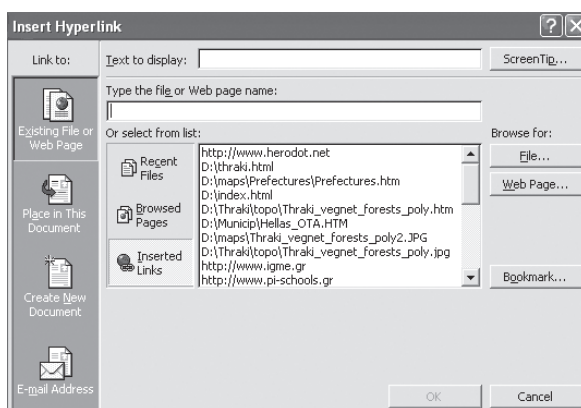 Insert Hyperlink
Link to:
Text to display:
ScreenTip...
Existing File or
Web Page
Place in This
Document
Create New
Document
E-mail Address
Type the file or Web page name:
Or select from list:
Recent
Files
Browsed
Pages
Inserted
Links
http://www.herodot.net
D:\thraki.html
D:\maps\Prefectures\Prefectures.htm
D:\index.html
D:\Thraki\topo\Thraki_vegnet_forests_poly.htm
D:\Municip\Hellas_OTA.HTM
D:\maps\Thraki_vegnet_forests_poly2.JPG
D:\Thraki\topo\Thraki_vegnet_forests_poly.jpg
http://www.igme.gr
http://www.pi-schools.gr
Browse for:
File...
Web Page...
Bookmark...
OK
Cancel